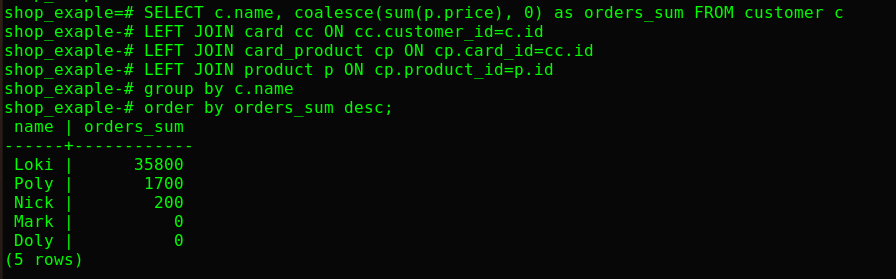 shop_exaple=# SELECT c.name, coalesce(sum(p.price), 0) as orders_sum FROM customer c
shop_exaple-# LEFT JOIN card cc ON cc.customer_id=c.id
shop_exaple-# LEFT JOIN card_product cp ON cp.card_id=cc.id
shop_exaple-# LEFT JOIN product p ON cp.product_id=p.id
shop_exaple-# group by c.name
shop_exaple-# order by orders_sum desc;
 name | orders_sum
------+------------
 Loki |      35800
 Poly |       1700
 Nick |        200
 Mark |          0
 Doly |          0
(5 rows)